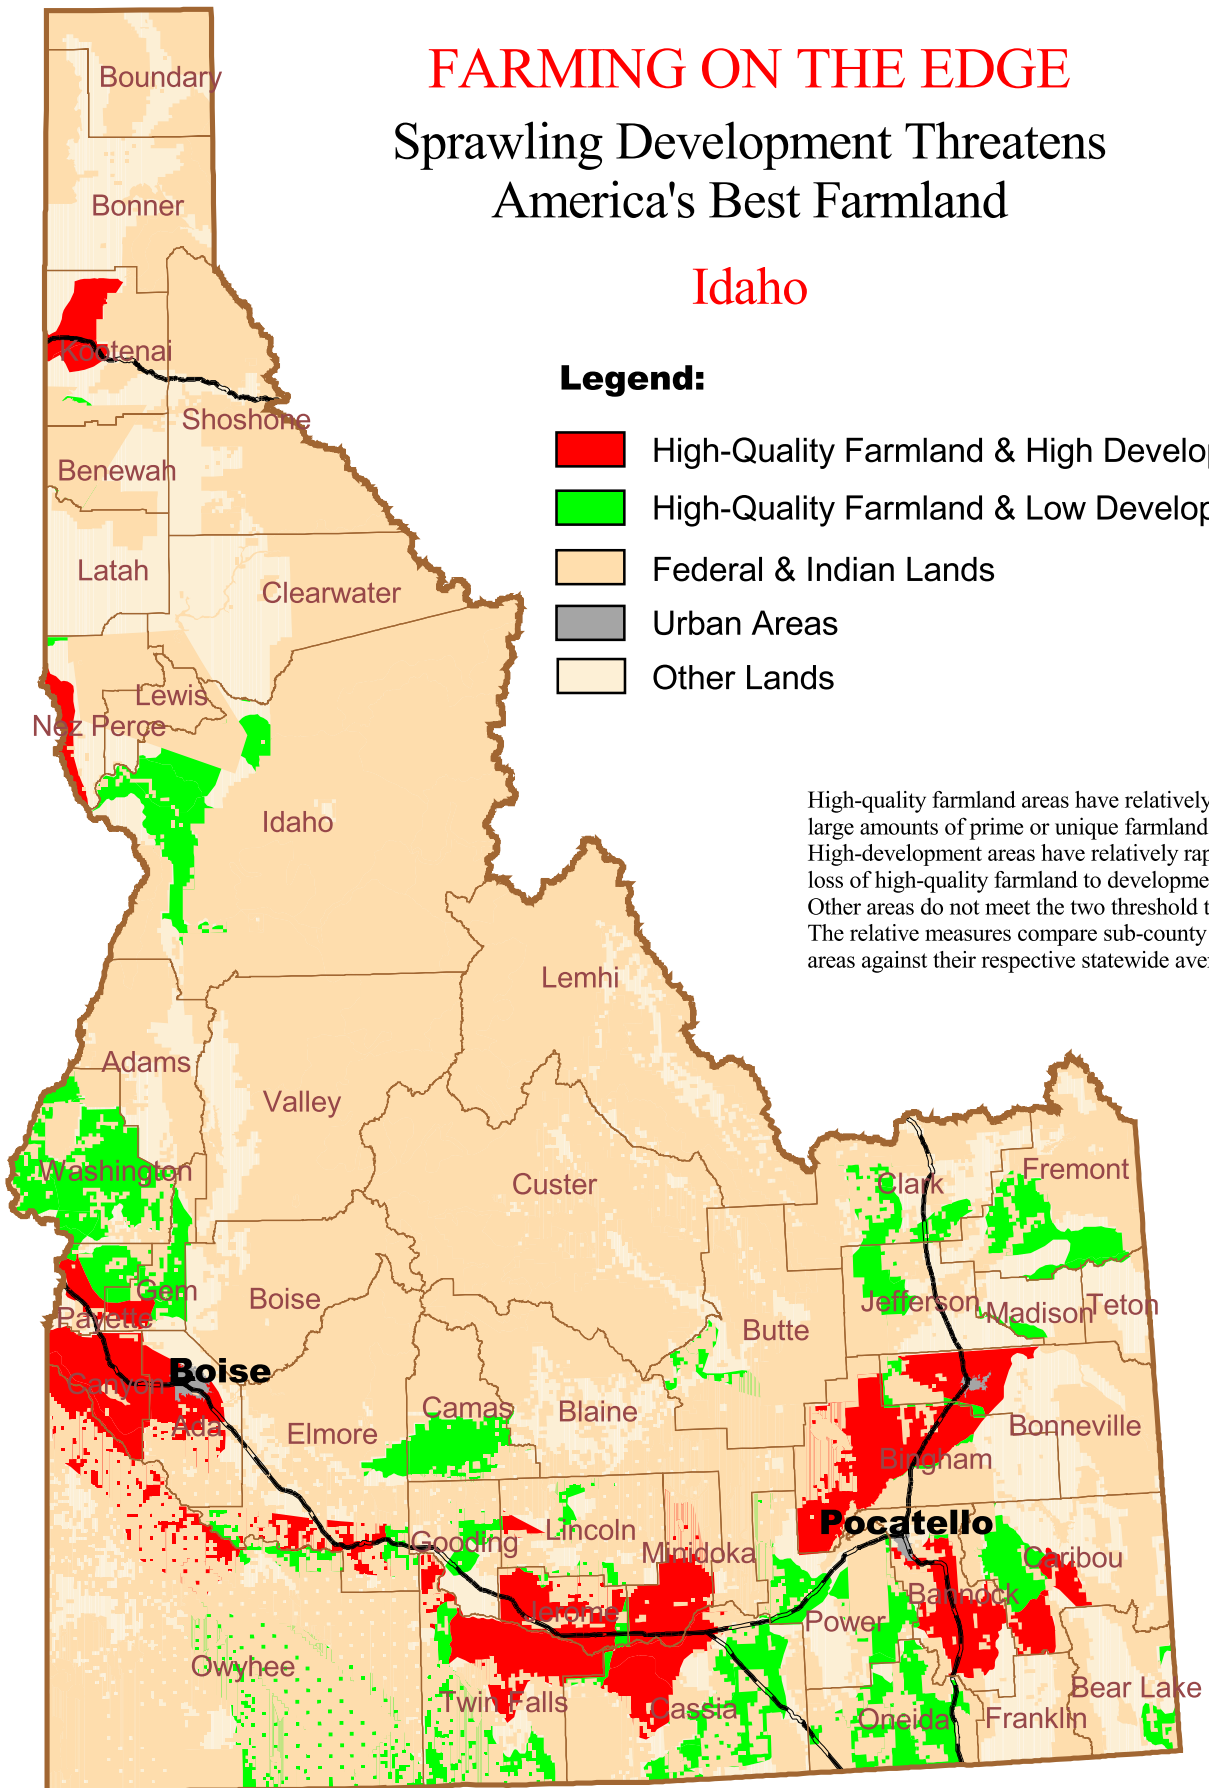 FARMING ON THE EDGE
Sprawling Development Threatens
America's Best Farmland
Idaho
Legend:
High-Quality Farmland & High Develop
High-Quality Farmland & Low Develop
Federal & Indian Lands
Urban Areas
Other Lands
High-quality farmland areas have relatively
large amounts of prime or unique farmland
High-development areas have relatively rap
loss of high-quality farmland to developme
Other areas do not meet the two threshold t
The relative measures compare sub-county
areas against their respective statewide ave
Boundary
Bonner
Kootenai
Shoshone
Benewah
Latah
Clearwater
Lewis
Nez Perce
Idaho
Lemhi
Adams
Valley
Washington
Custer
Clark
Fremont
Gem
Boise
Payette
Jefferson
Madison
Teton
Butte
Boise
Canyon
Ada
Elmore
Camas
Blaine
Bonneville
Bingham
Pocatello
Gooding
Lincoln
Minidoka
Caribou
Bannock
Jerome
Power
Owyhee
Twin Falls
Cassia
Oneida
Franklin
Bear Lake